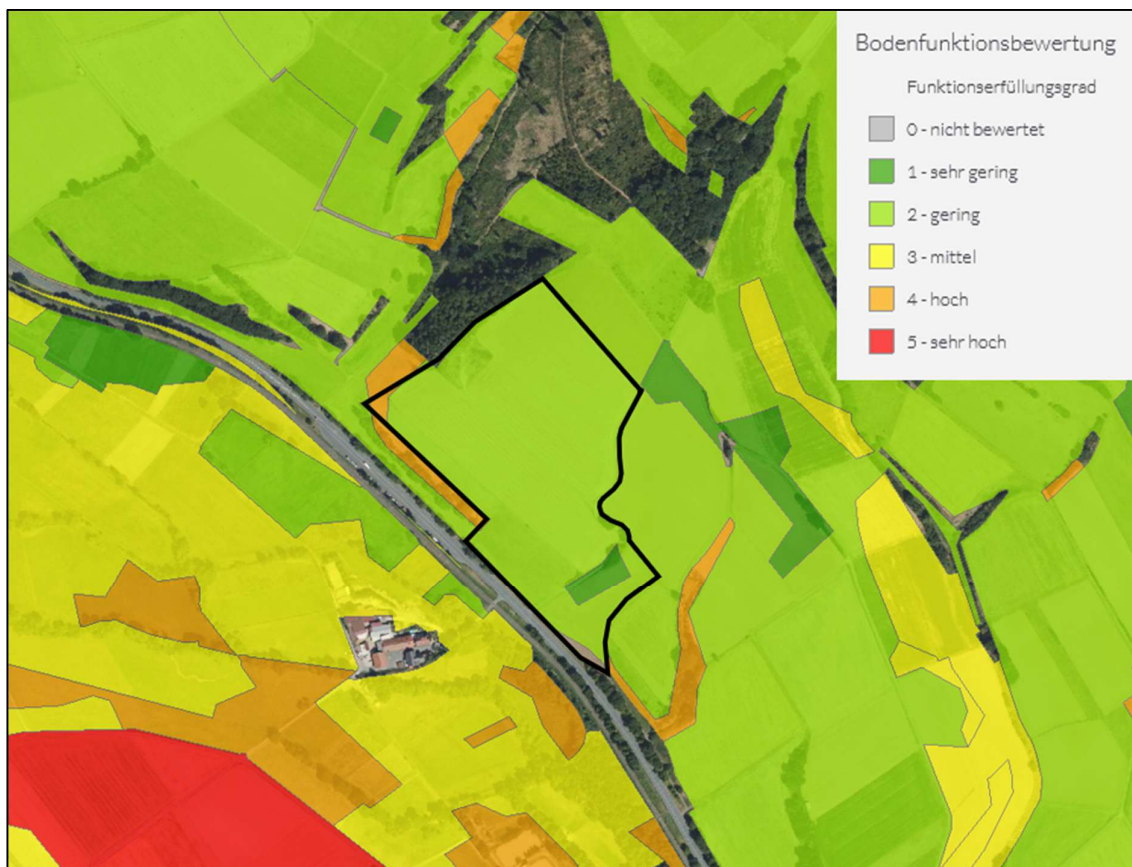 Bodenfunktionsbewertung
Funktionserfüllungsgrad
0 - nicht bewertet
1 - sehr gering
2 - gering
3 - mittel
4 - hoch
5 - sehr hoch